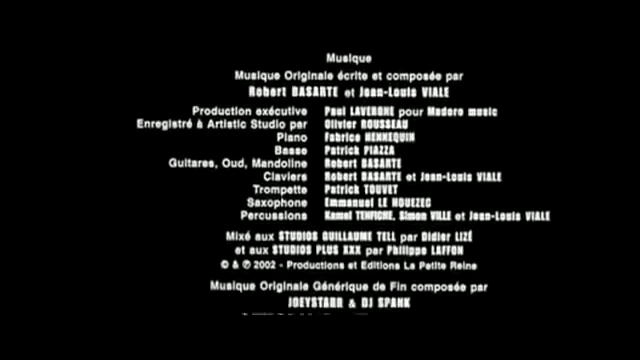 Musique
Musique Originale écrite et composée par
Robert DASARTE et Jean-Louis VIALE
Production exécutive Paul LAVERGNE pour Madoro music
Enregistré à Artistic Studio par Olivier ROUSSEAU
Piano Fabrice HENNEQUIN
Basse Patrick PIAZZA
Guitares, Oud, Mandoline Robert DASARTE
Claviers Robert DASARTE et Jean-Louis VIALE
Trompette Patrick TOUVET
Saxophone Emmanuel LE HOUEZEC
Percussions Kamel TENFICHE, Simon VILLE et Jean-Louis VIALE
Mixé aux STUDIOS GUILLAUME TELL par Didier LIZÉ
et aux STUDIOS PLUS XXX par Philippe LAFFON
© & ℗ 2002 - Productions et Editions La Petite Reine
Musique Originale Générique de Fin composée par
JOEYSTARR & DJ SPANK